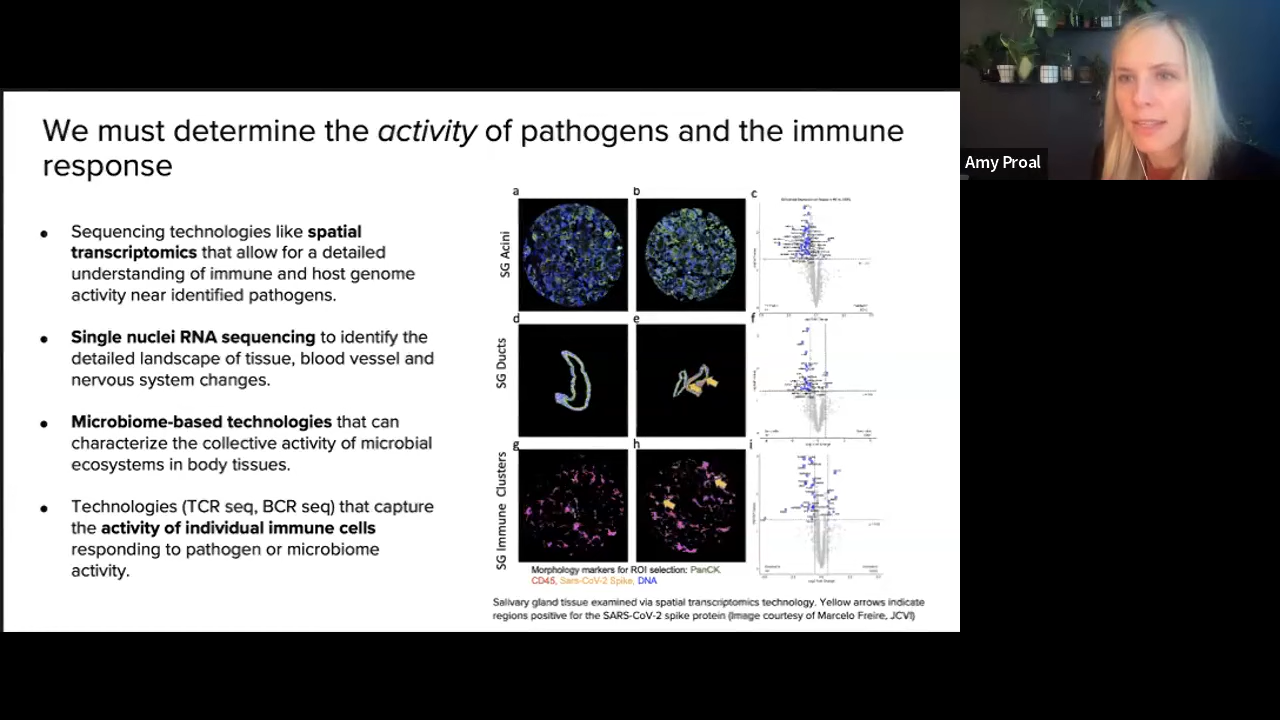 We must determine the activity of pathogens and the immune
response
● Sequencing technologies like spatial
transcriptomics that allow for a detailed
understanding of immune and host genome
activity near identified pathogens.
● Single nuclei RNA sequencing to identify the
detailed landscape of tissue, blood vessel and
nervous system changes.
● Microbiome-based technologies that can
characterize the collective activity of microbial
ecosystems in body tissues.
● Technologies (TCR seq, BCR seq) that capture
the activity of individual immune cells
responding to pathogen or microbiome
activity.
a b c
SG Acini
d e f
SG Ducts
g h i
SG Immune Clusters
Morphology markers for ROI selection: PanCK
CD45, Sars-CoV-2 Spike, DNA
Salivary gland tissue examined via spatial transcriptomics technology. Yellow arrows indicate
regions positive for the SARS-CoV-2 spike protein (Image courtesy of Marcelo Freire, JCVI)
Amy Proal